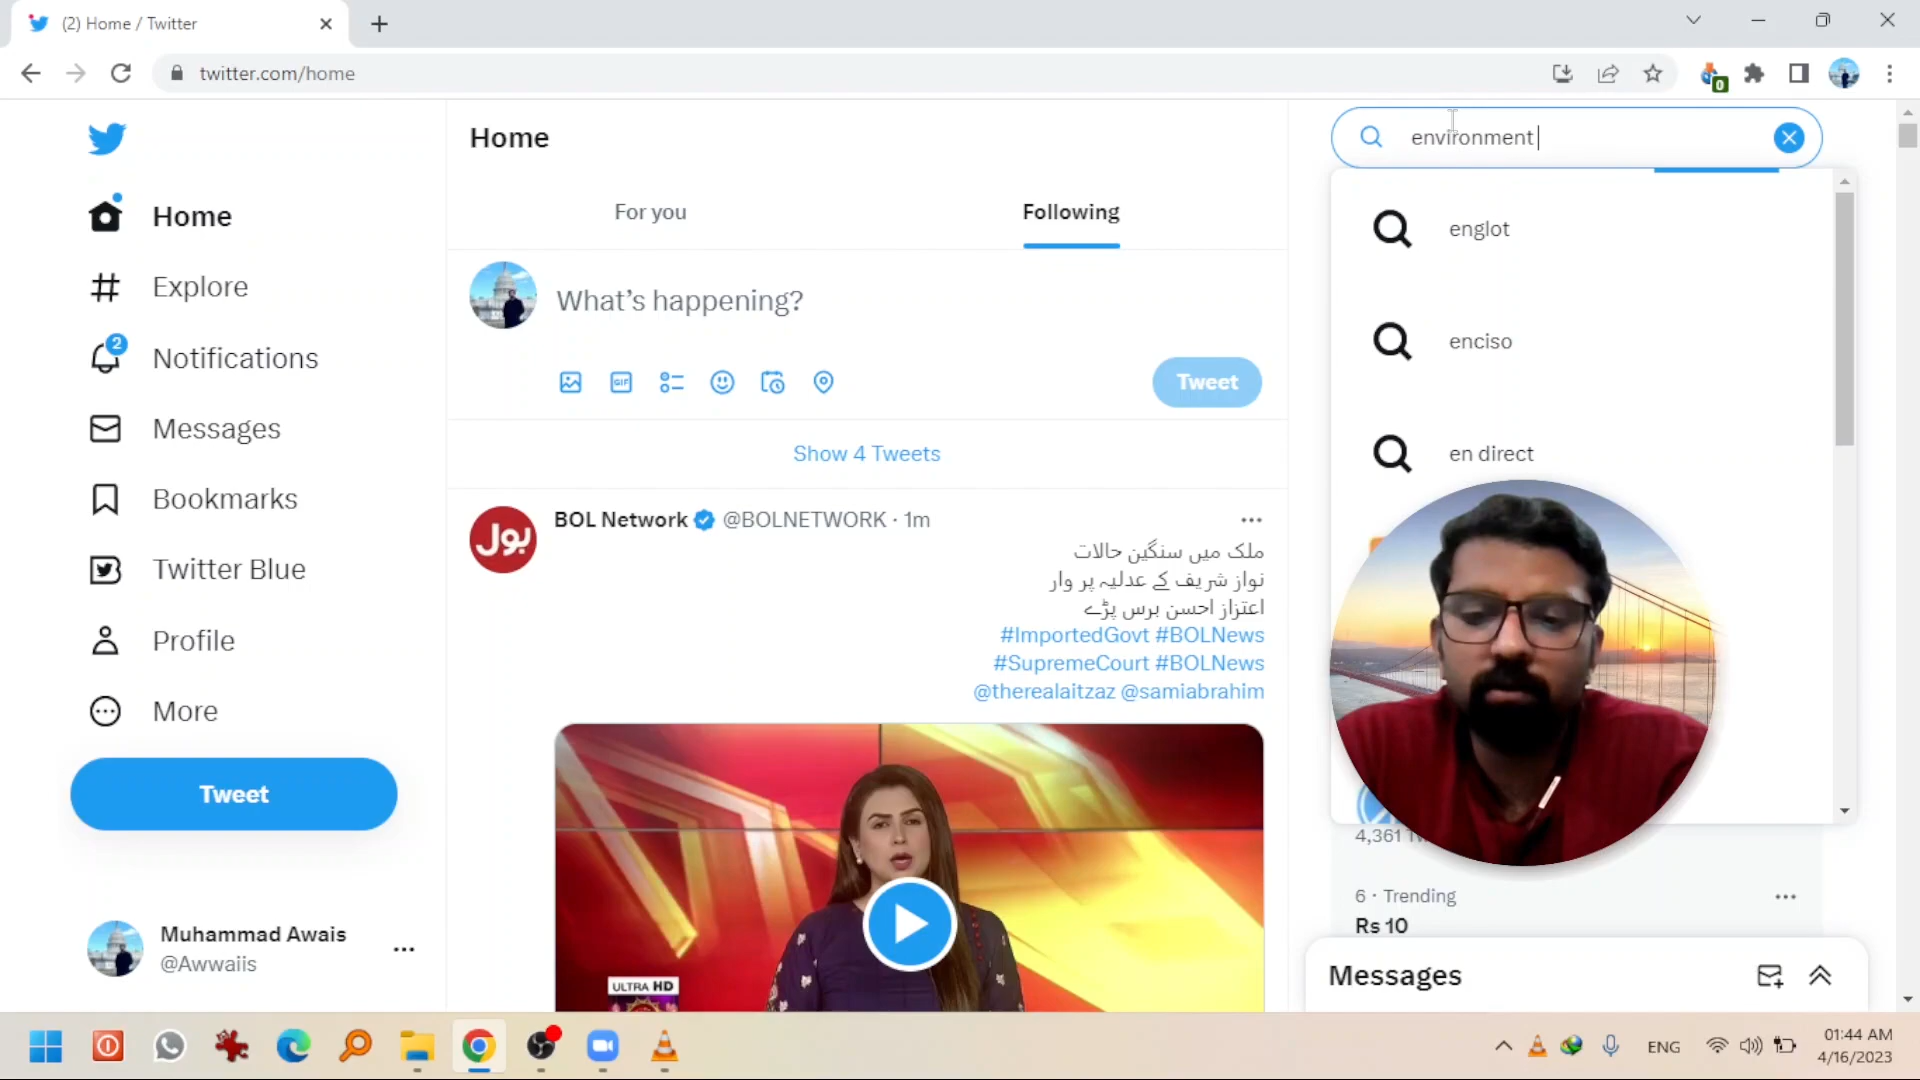 (2) Home / Twitter
twitter.com/home
0
Home
Explore
2
Notifications
Messages
Bookmarks
Twitter Blue
Profile
More
Tweet
Muhammad Awais
@Awwaiis
Home
For you
Following
What's happening?
GIF
Tweet
Show 4 Tweets
BOL Network @BOLNETWORK · 1m
ملک میں سنگین حالات
نواز شریف کے عدلیہ پر وار
اعتزاز احسن برس پڑے
#ImportedGovt #BOLNews
#SupremeCourt #BOLNews
@therealaitzaz @samiabrahim
بول
ULTRA HD
environment
englot
enciso
en direct
4,361
6 · Trending
Rs 10
Messages
ENG
01:44 AM
4/16/2023